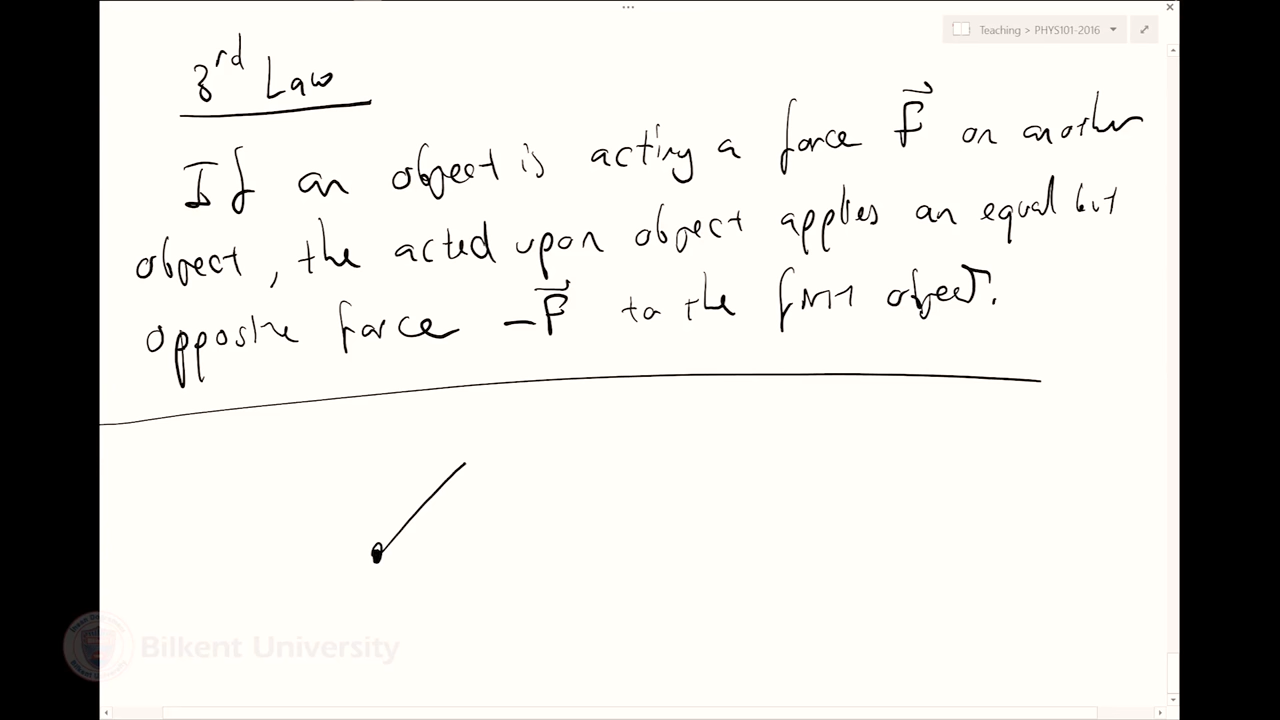 Teaching > PHYS101-2016
3rd Law
If an object is acting a force F⃗ on another
object, the acted upon object applies an equal but
opposite force -F⃗ to the first object.
Bilkent University